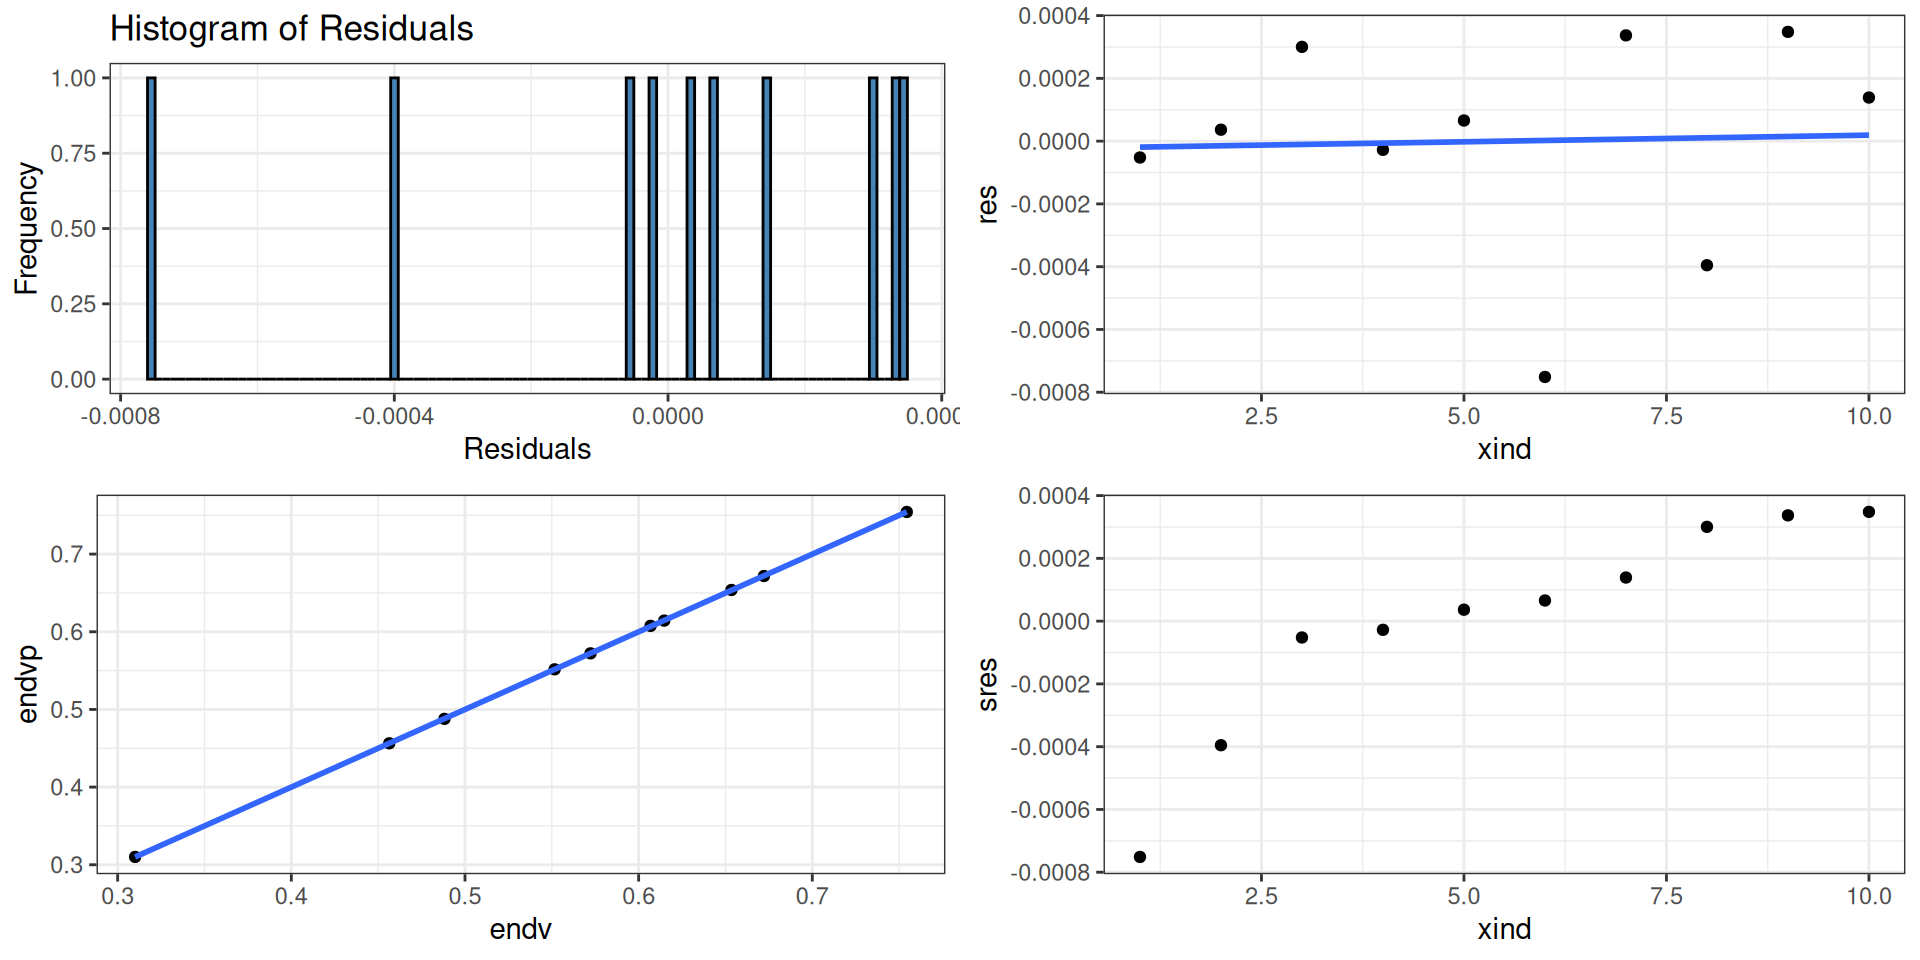 Histogram of Residuals
1.00
0.75
0.50
0.25
0.00
Frequency
-0.0008 -0.0004 0.0000 0.000
Residuals
0.0004
0.0002
0.0000
-0.0002
-0.0004
-0.0006
-0.0008
res
2.5 5.0 7.5 10.0
xind
0.7
0.6
0.5
0.4
0.3
endvp
0.3 0.4 0.5 0.6 0.7
endv
0.0004
0.0002
0.0000
-0.0002
-0.0004
-0.0006
-0.0008
sres
2.5 5.0 7.5 10.0
xind